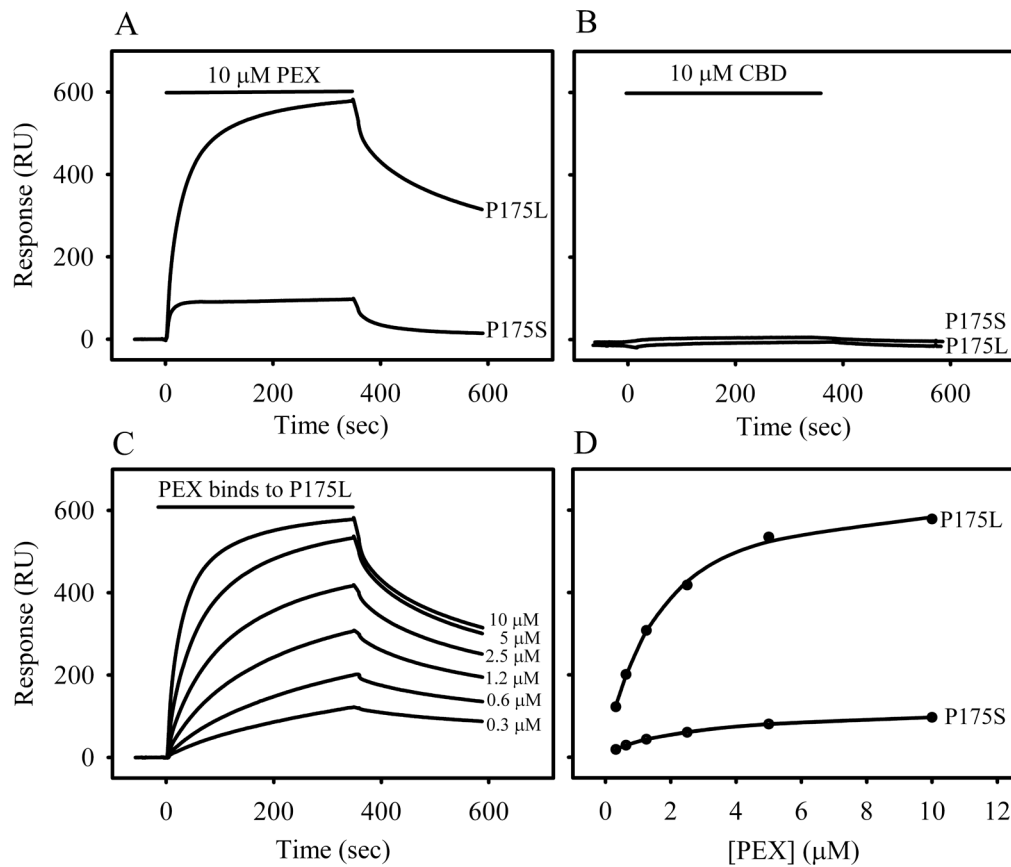 A
10 μM PEX
Response (RU)
600
400
200
0
P175L
P175S
0
200
400
600
Time (sec)
B
10 μM CBD
P175S
P175L
0
200
400
600
Time (sec)
C
PEX binds to P175L
Response (RU)
600
400
200
0
10 μM
5 μM
2.5 μM
1.2 μM
0.6 μM
0.3 μM
0
200
400
600
Time (sec)
D
P175L
P175S
0
2
4
6
8
10
12
[PEX] (μM)